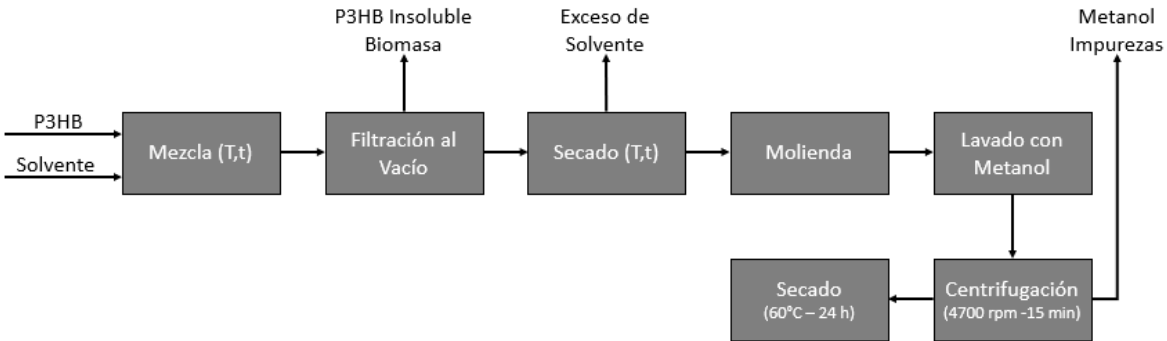 P3HB Insoluble
Biomasa
Exceso de
Solvente
Metanol
Impurezas
P3HB
Solvente
Mezcla (T,t)
Filtración al
Vacío
Secado (T,t)
Molienda
Lavado con
Metanol
Secado
(60°C – 24 h)
Centrifugación
(4700 rpm -15 min)